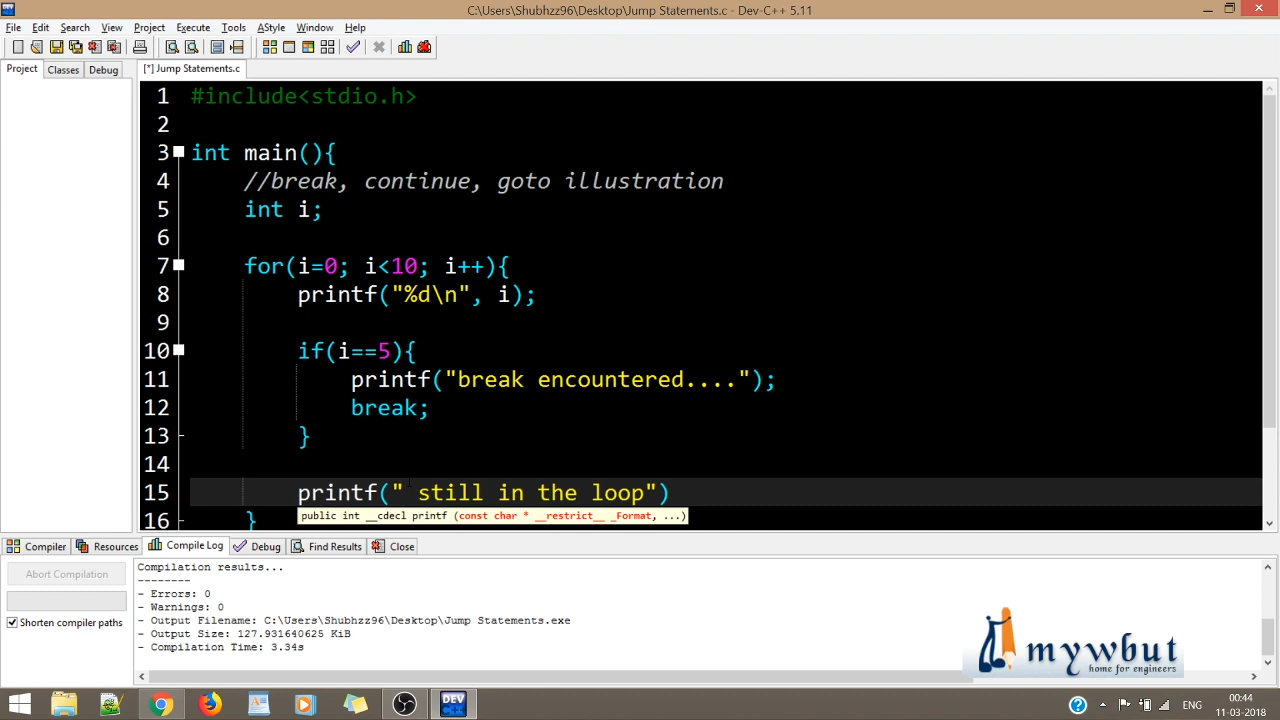 C:\Users\Shubhzz96\Desktop\Jump Statements.c - Dev-C++ 5.11
File Edit Search View Project Execute Tools AStyle Window Help
Project Classes Debug [*] Jump Statements.c
1 #include<stdio.h>
2
3 int main(){
4 //break, continue, goto illustration
5 int i;
6
7 for(i=0; i<10; i++){
8 printf("%d\n", i);
9
10 if(i==5){
11 printf("break encountered....");
12 break;
13 }
14
15 printf(" still in the loop")
public int __cdecl printf (const char * __restrict__ _Format, ...)
16 }
Compiler Resources Compile Log Debug Find Results Close
Abort Compilation
Shorten compiler paths
Compilation results...
--------
- Errors: 0
- Warnings: 0
- Output Filename: C:\Users\Shubhzz96\Desktop\Jump Statements.exe
- Output Size: 127.931640625 KiB
- Compilation Time: 3.34s
mywbut
home for engineers
DEV
ENG
00:44
11-03-2018